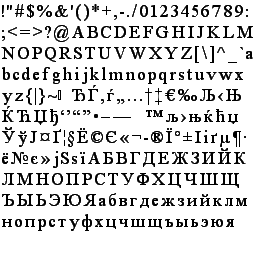 !"#$%&'()*+,-./0123456789:
;<=>?@ABCDEFGHIJKLM
NOPQRSTUVWXYZ[\]^_`a
bcdefghijklmnopqrstuvwx
yz{|}~ЂЃ‚ѓ„…†‡€‰Љ‹Њ
ЌЋЏђ‘’“”•–— ™љ›њќћџ
ЎўЈ¤Ґ¦§Ё©Є«¬-®Ї°±Ііґµ¶·
ё№є»јЅѕїАБВГДЕЖЗИЙК
ЛМНОПРСТУФХЦЧШЩ
ЪЫЬЭЮЯабвгдежзийклм
нопрстуфхцчшщъыьэюя